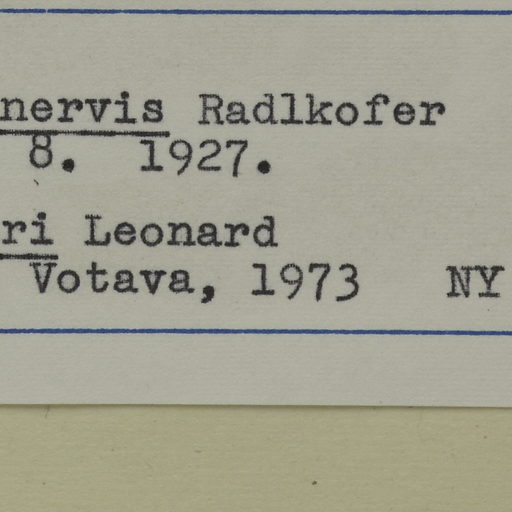 nervis Radlkofer
8. 1927.
ri Leonard
Votava, 1973 NY